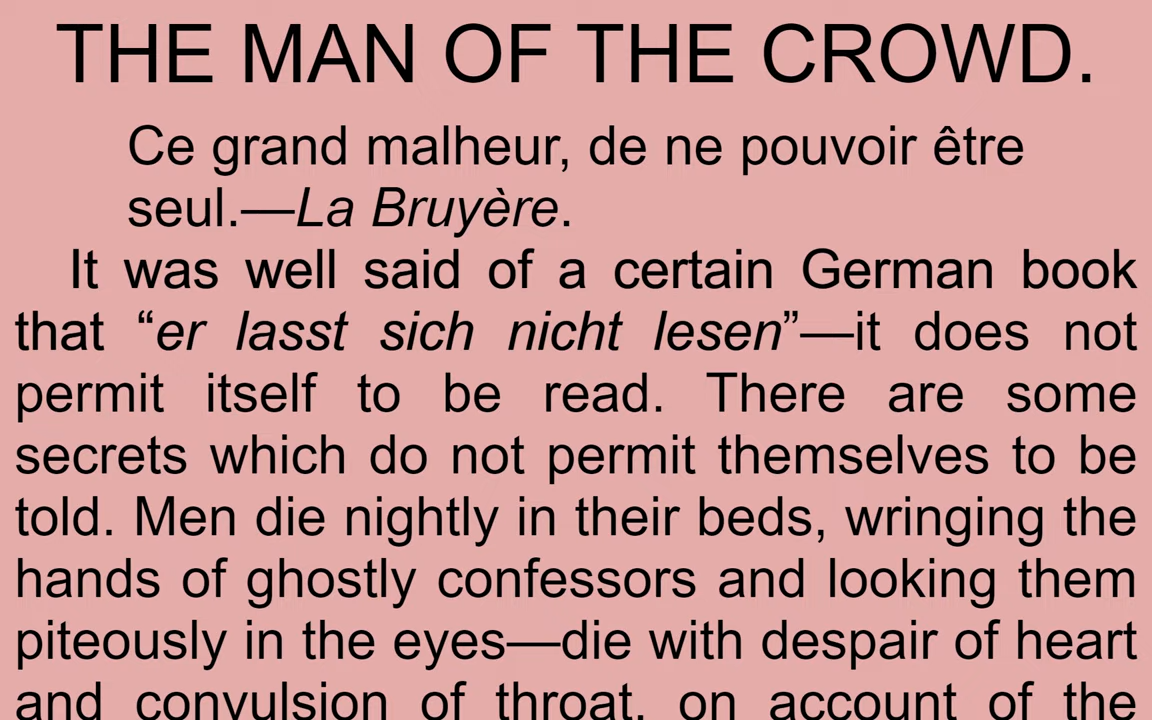 THE MAN OF THE CROWD.
Ce grand malheur, de ne pouvoir être
seul.—La Bruyère.
It was well said of a certain German book
that “er lasst sich nicht lesen”—it does not
permit itself to be read. There are some
secrets which do not permit themselves to be
told. Men die nightly in their beds, wringing the
hands of ghostly confessors and looking them
piteously in the eyes—die with despair of heart
and convulsion of throat, on account of the